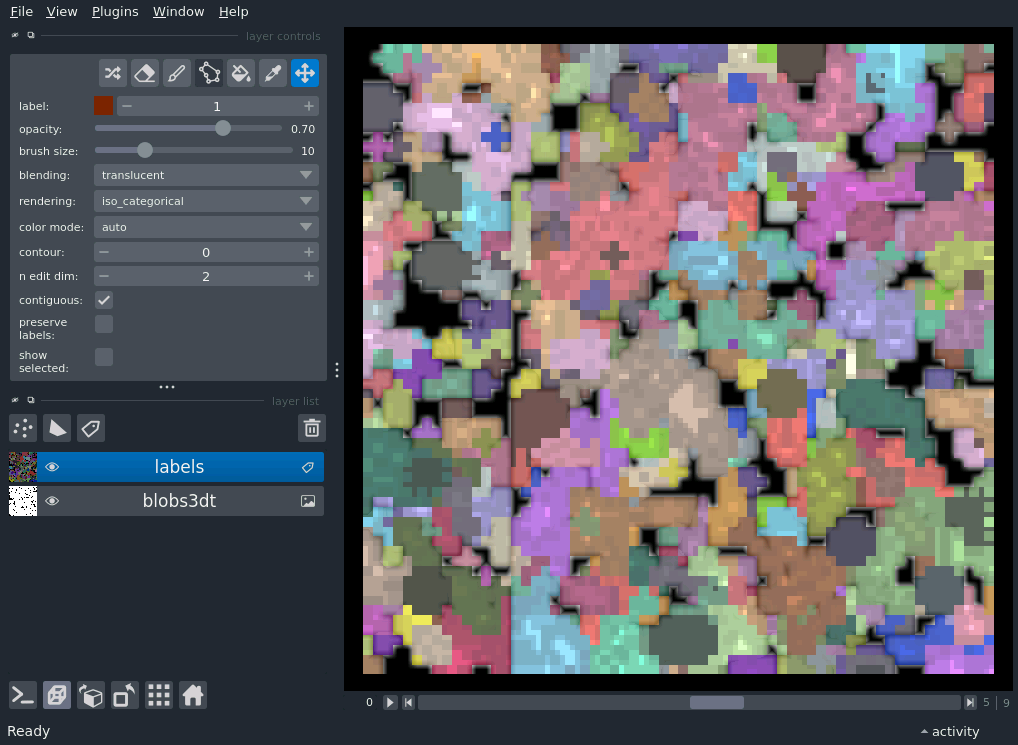 File View Plugins Window Help
layer controls
label: 1
opacity: 0.70
brush size: 10
blending: translucent
rendering: iso_categorical
color mode: auto
contour: 0
n edit dim: 2
contiguous:
preserve
labels:
show
selected:
layer list
labels
blobs3dt
0 5 | 9
Ready activity